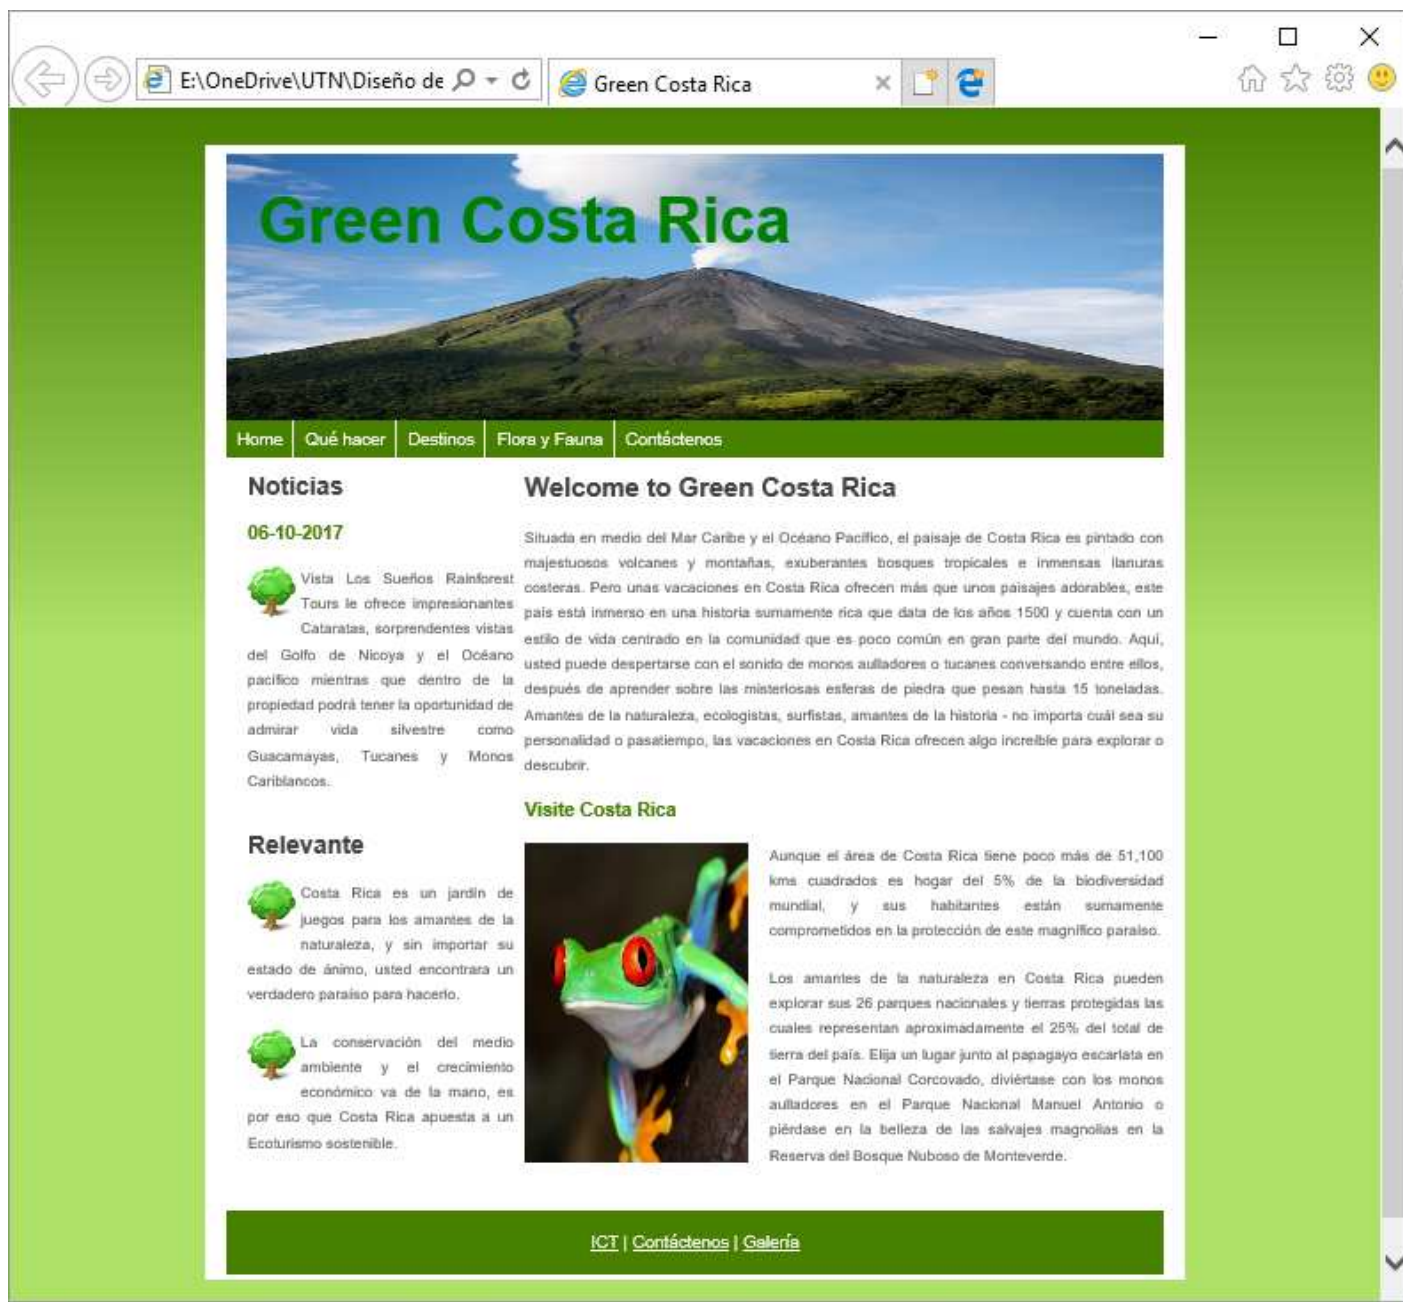 E:\OneDrive\UTN\Diseño de
Green Costa Rica
Green Costa Rica
Home
Qué hacer
Destinos
Flora y Fauna
Contáctenos
Noticias
06-10-2017
Vista Los Sueños Rainforest
Tours le ofrece impresionantes
Cataratas, sorprendentes vistas
del Golfo de Nicoya y el Océano
pacífico mientras que dentro de la
propiedad podrá tener la oportunidad de
admirar vida silvestre como
Guacamayas, Tucanes y Monos
Cariblancos.
Relevante
Costa Rica es un jardín de
juegos para los amantes de la
naturaleza, y sin importar su
estado de ánimo, usted encontrara un
verdadero paraíso para hacerlo.
La conservación del medio
ambiente y el crecimiento
económico va de la mano, es
por eso que Costa Rica apuesta a un
Ecoturismo sostenible.
Welcome to Green Costa Rica
Situada en medio del Mar Caribe y el Océano Pacífico, el paisaje de Costa Rica es pintado con
majestuosos volcanes y montañas, exuberantes bosques tropicales e inmensas llanuras
costeras. Pero unas vacaciones en Costa Rica ofrecen más que unos paisajes adorables, este
país está inmerso en una historia sumamente rica que data de los años 1500 y cuenta con un
estilo de vida centrado en la comunidad que es poco común en gran parte del mundo. Aquí,
usted puede despertarse con el sonido de monos aulladores o tucanes conversando entre ellos,
después de aprender sobre las misteriosas esferas de piedra que pesan hasta 15 toneladas.
Amantes de la naturaleza, ecologistas, surfistas, amantes de la historia - no importa cuál sea su
personalidad o pasatiempo, las vacaciones en Costa Rica ofrecen algo increíble para explorar o
descubrir.
Visite Costa Rica
Aunque el área de Costa Rica tiene poco más de 51,100
kms cuadrados es hogar del 5% de la biodiversidad
mundial, y sus habitantes están sumamente
comprometidos en la protección de este magnífico paraíso.
Los amantes de la naturaleza en Costa Rica pueden
explorar sus 26 parques nacionales y tierras protegidas las
cuales representan aproximadamente el 25% del total de
tierra del país. Elija un lugar junto al papagayo escarlata en
el Parque Nacional Corcovado, diviértase con los monos
aulladores en el Parque Nacional Manuel Antonio o
piérdase en la belleza de las salvajes magnolias en la
Reserva del Bosque Nuboso de Monteverde.
ICT | Contáctenos | Galería